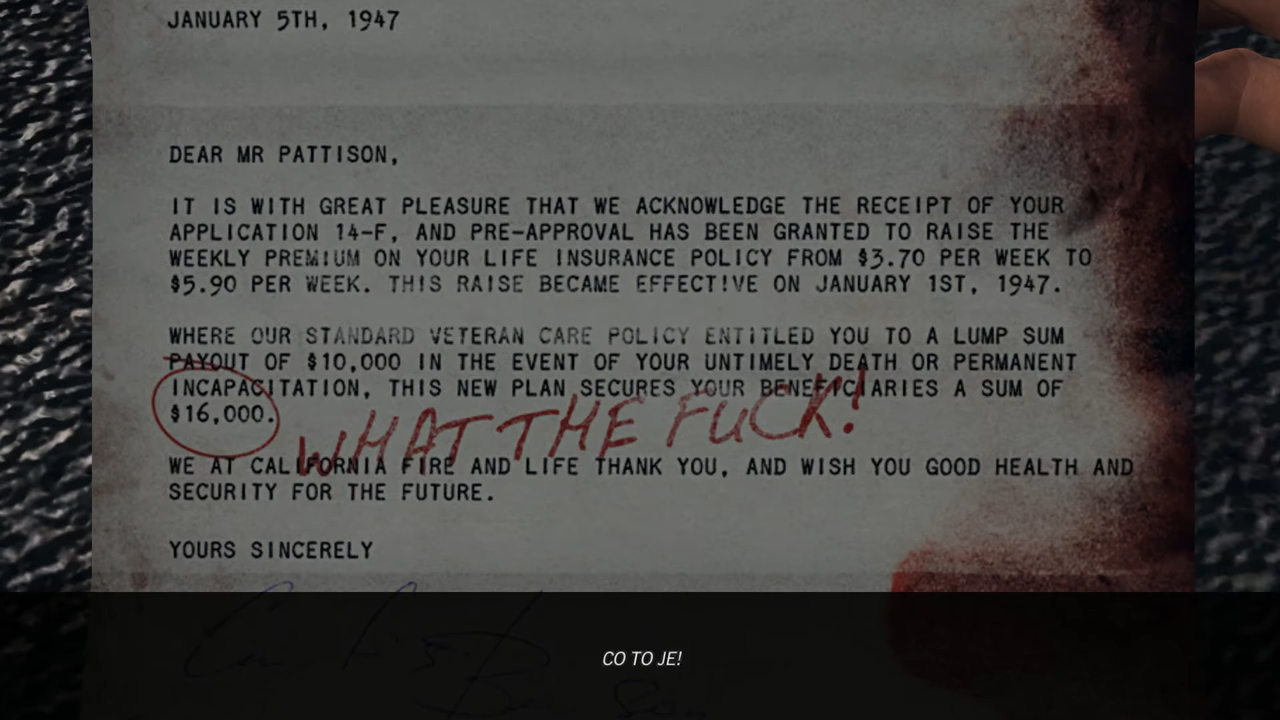 JANUARY 5TH, 1947
DEAR MR PATTISON,
IT IS WITH GREAT PLEASURE THAT WE ACKNOWLEDGE THE RECEIPT OF YOUR
APPLICATION 14-F, AND PRE-APPROVAL HAS BEEN GRANTED TO RAISE THE
WEEKLY PREMIUM ON YOUR LIFE INSURANCE POLICY FROM $3.70 PER WEEK TO
$5.90 PER WEEK. THIS RAISE BECAME EFFECTIVE ON JANUARY 1ST, 1947.
WHERE OUR STANDARD VETERAN CARE POLICY ENTITLED YOU TO A LUMP SUM
PAYOUT OF $10,000 IN THE EVENT OF YOUR UNTIMELY DEATH OR PERMANENT
INCAPACITATION, THIS NEW PLAN SECURES YOUR BENEFICIARIES A SUM OF
$16,000.
WHAT THE FUCK!
WE AT CALIFORNIA FIRE AND LIFE THANK YOU, AND WISH YOU GOOD HEALTH AND
SECURITY FOR THE FUTURE.
YOURS SINCERELY
CO TO JE!